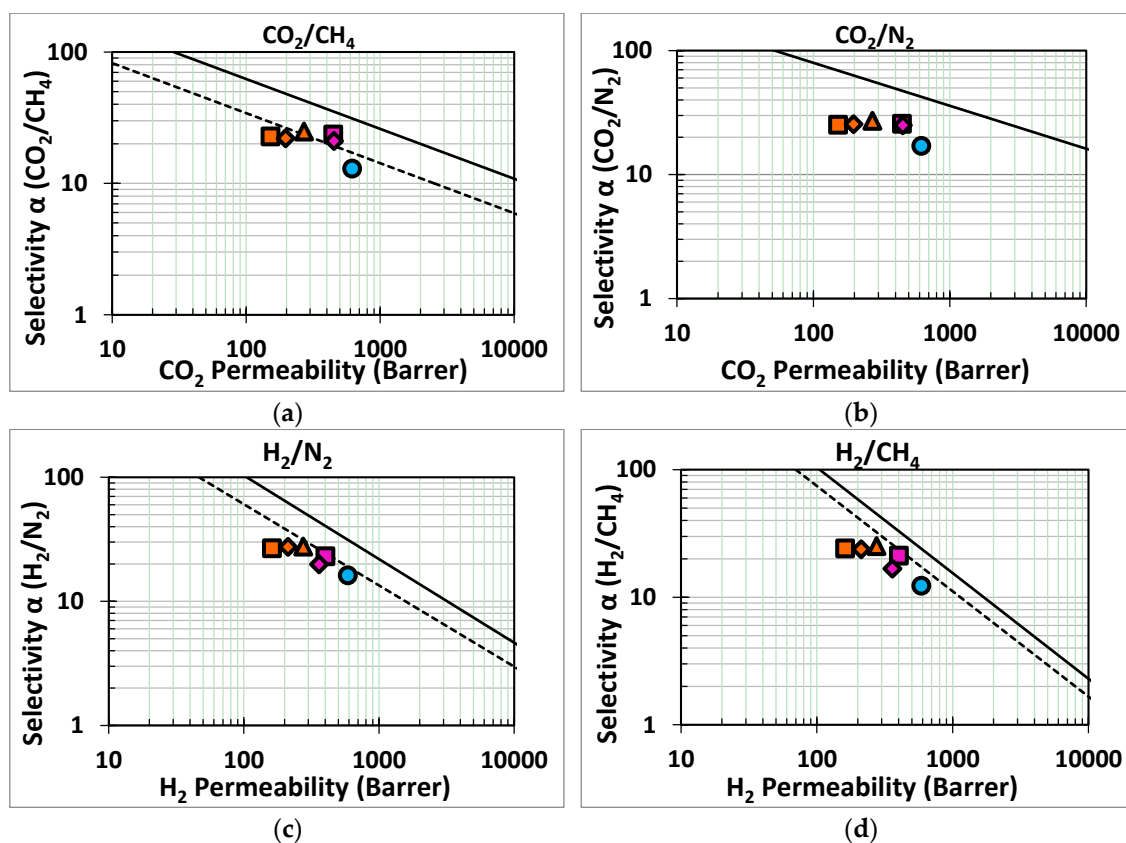 CO₂/CH₄
Selectivity α (CO₂/CH₄)
100
10
1
10 100 1000 10000
CO₂ Permeability (Barrer)
(a)
CO₂/N₂
Selectivity α (CO₂/N₂)
100
10
1
10 100 1000 10000
CO₂ Permeability (Barrer)
(b)
H₂/N₂
Selectivity α (H₂/N₂)
100
10
1
10 100 1000 10000
H₂ Permeability (Barrer)
(c)
H₂/CH₄
Selectivity α (H₂/CH₄)
100
10
1
10 100 1000 10000
H₂ Permeability (Barrer)
(d)